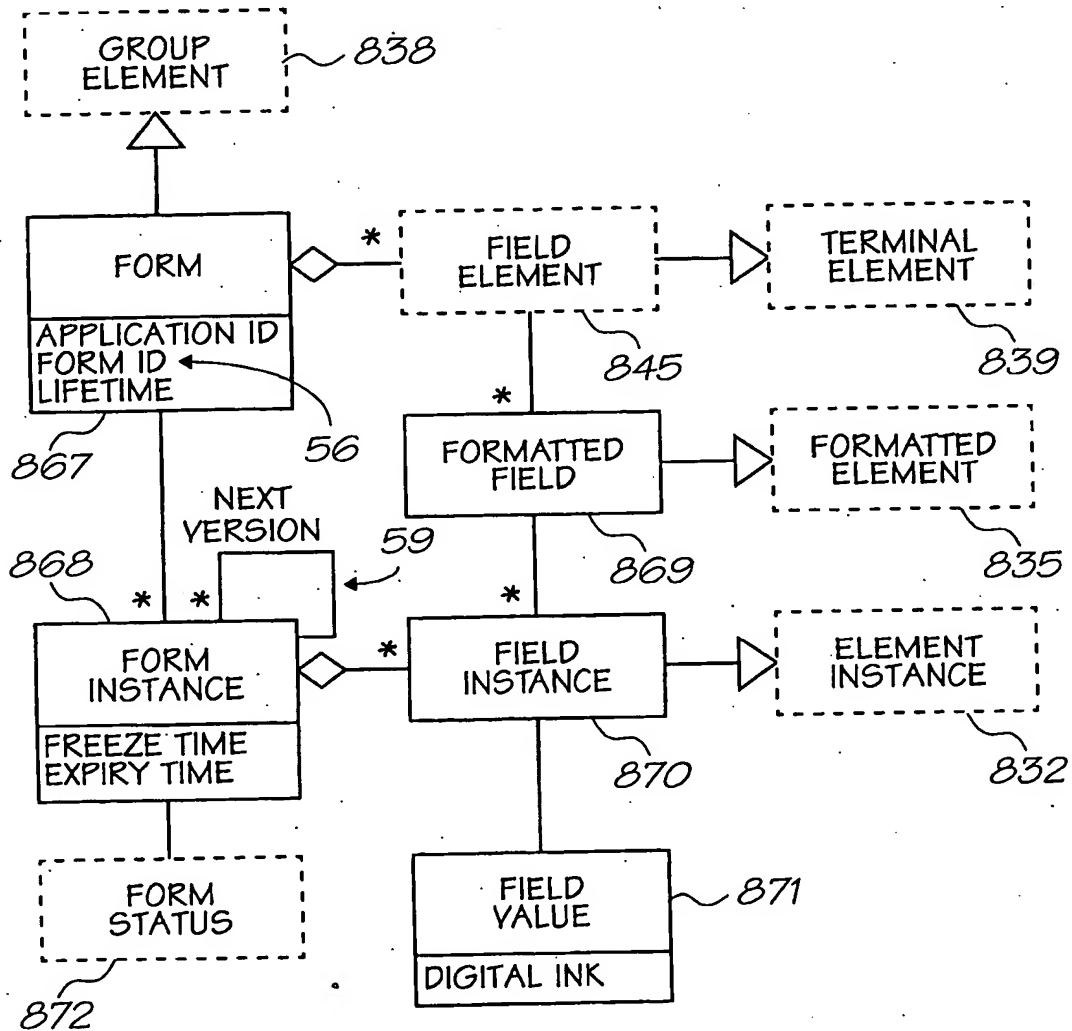 GROUP
ELEMENT
838
FORM
APPLICATION ID
FORM ID
LIFETIME
867
56
*
FIELD
ELEMENT
845
TERMINAL
ELEMENT
839
*
FORMATTED
FIELD
869
FORMATTED
ELEMENT
835
NEXT
VERSION
59
868
*
*
FORM
INSTANCE
FREEZE TIME
EXPIRY TIME
*
*
FIELD
INSTANCE
870
ELEMENT
INSTANCE
832
FORM
STATUS
872
FIELD
VALUE
DIGITAL INK
871